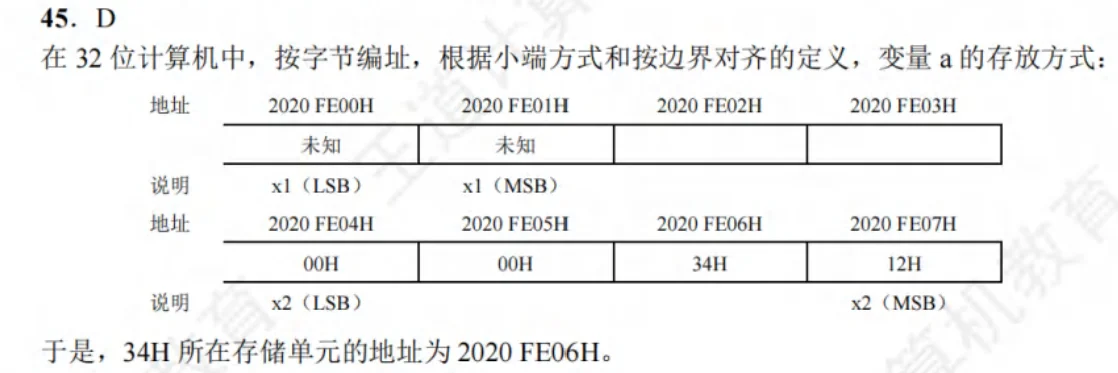 45. D
在 32 位计算机中，按字节编址，根据小端方式和按边界对齐的定义，变量 a 的存放方式：
地址 2020 FE00H 2020 FE01H 2020 FE02H 2020 FE03H
未知 未知
说明 x1（LSB） x1（MSB）
地址 2020 FE04H 2020 FE05H 2020 FE06H 2020 FE07H
00H 00H 34H 12H
说明 x2（LSB） x2（MSB）
于是，34H 所在存储单元的地址为 2020 FE06H。